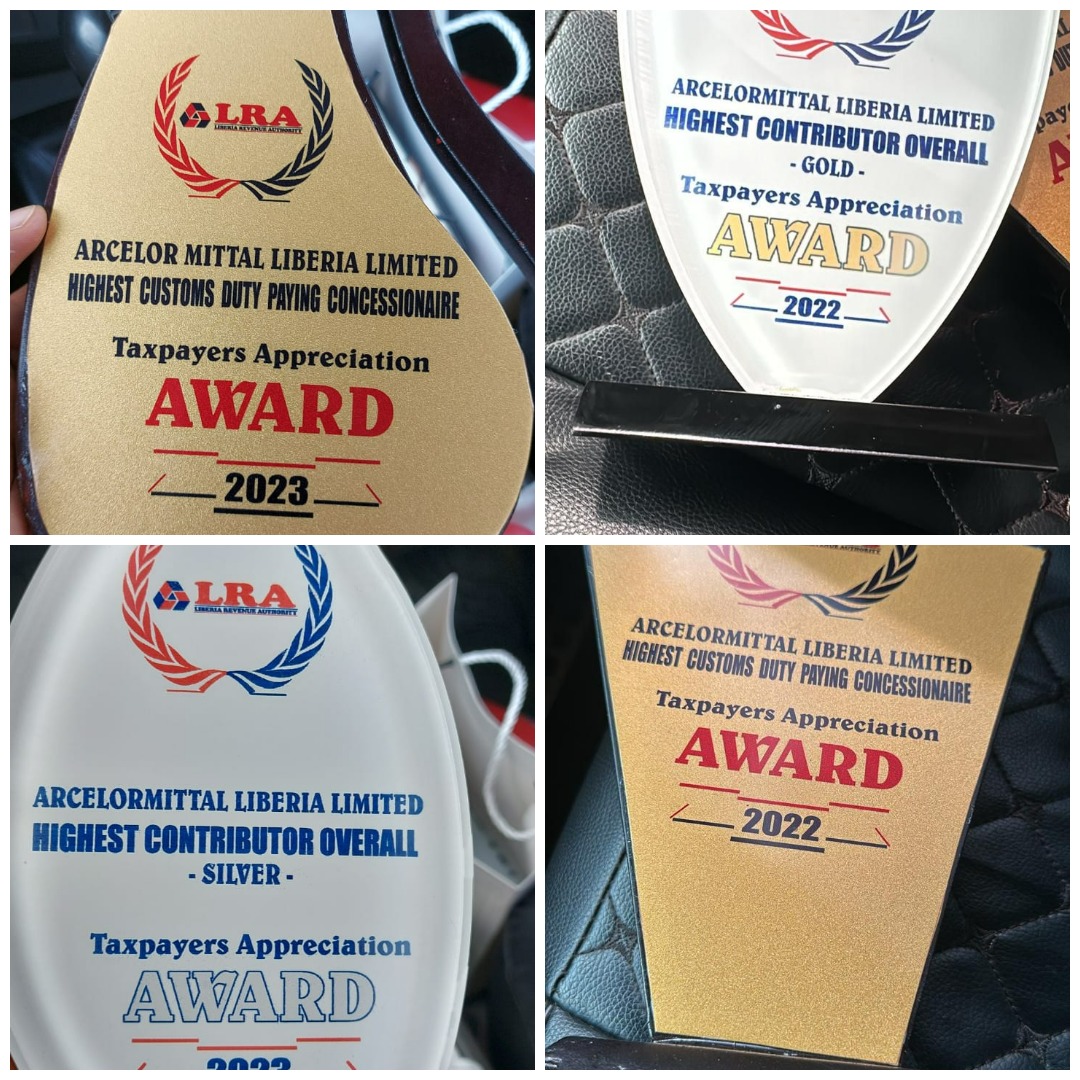 LRA
LIBERIA REVENUE AUTHORITY
ARCELOR MITTAL LIBERIA LIMITED
HIGHEST CUSTOMS DUTY PAYING CONCESSIONAIRE
Taxpayers Appreciation
AWARD
2023
ARCELORMITTAL LIBERIA LIMITED
HIGHEST CONTRIBUTOR OVERALL
- GOLD -
Taxpayers Appreciation
AWARD
2022
LRA
LIBERIA REVENUE AUTHORITY
ARCELORMITTAL LIBERIA LIMITED
HIGHEST CONTRIBUTOR OVERALL
- SILVER -
Taxpayers Appreciation
AWARD
2023
ARCELORMITTAL LIBERIA LIMITED
HIGHEST CUSTOMS DUTY PAYING CONCESSIONAIRE
Taxpayers Appreciation
AWARD
2022